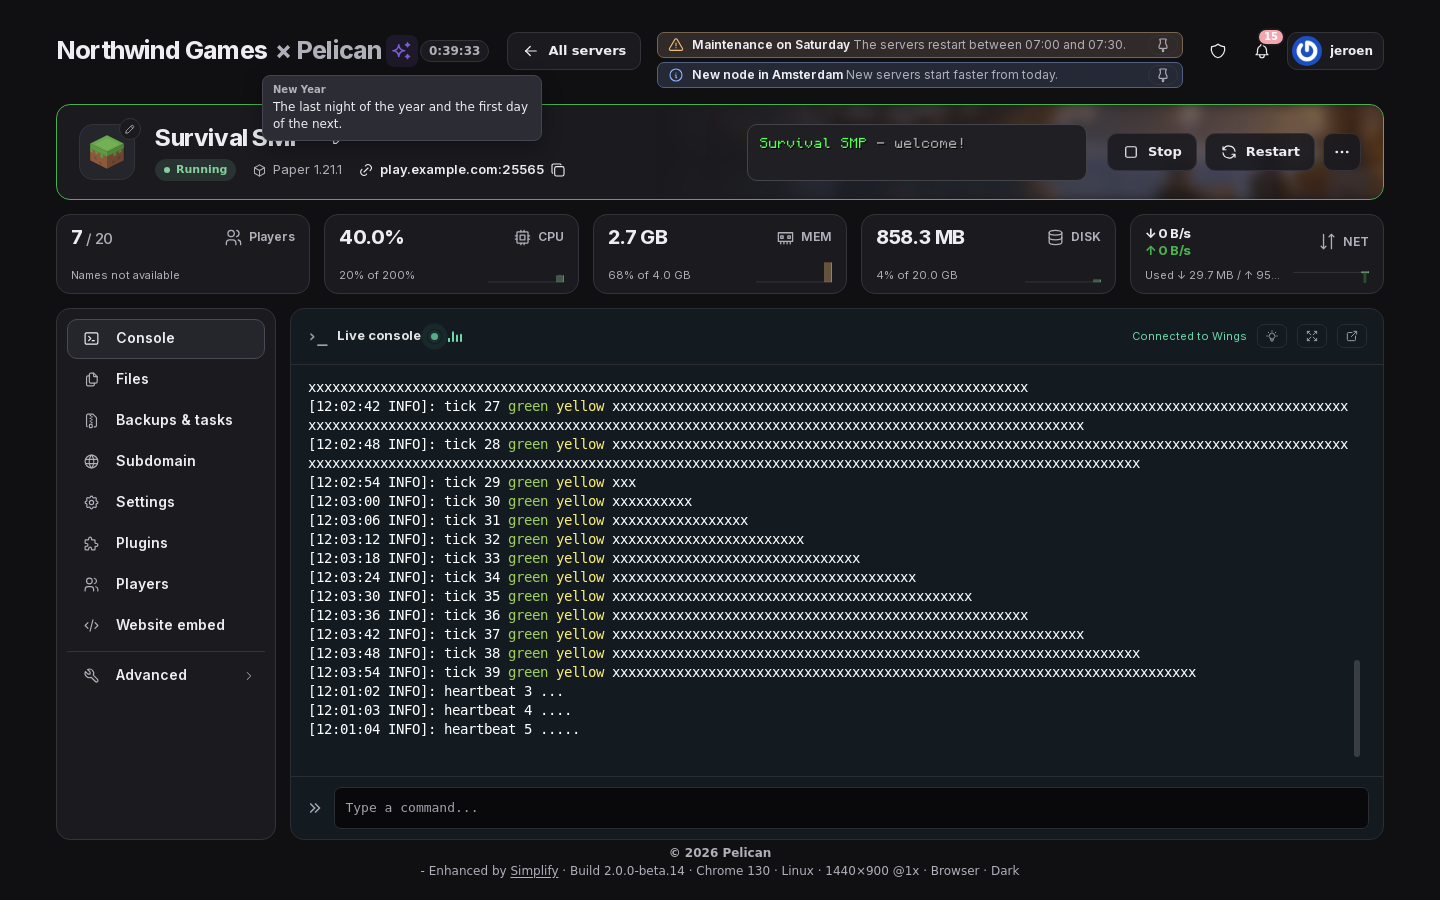 Northwind Games × Pelican
0:39:33
All servers
Maintenance on Saturday The servers restart between 07:00 and 07:30.
New node in Amsterdam New servers start faster from today.
15
jeroen
New Year
The last night of the year and the first day
of the next.
Survival
Running
Paper 1.21.1
play.example.com:25565
Survival SMP - welcome!
Stop
Restart
7 / 20
Players
Names not available
40.0%
CPU
20% of 200%
2.7 GB
MEM
68% of 4.0 GB
858.3 MB
DISK
4% of 20.0 GB
↓ 0 B/s
↑ 0 B/s
NET
Used ↓ 29.7 MB / ↑ 95...
Console
Files
Backups & tasks
Subdomain
Settings
Plugins
Players
Website embed
Advanced
Live console
Connected to Wings
xxxxxxxxxxxxxxxxxxxxxxxxxxxxxxxxxxxxxxxxxxxxxxxxxxxxxxxxxxxxxxxxxxxxxxxxxxxxxxxxxxxxxxxxxx
[12:02:42 INFO]: tick 27 green yellow xxxxxxxxxxxxxxxxxxxxxxxxxxxxxxxxxxxxxxxxxxxxxxxxxxxxxxxxxxxxxxxxxxxxxxxxxxxxxxxxxxxxxxxxxxxx
xxxxxxxxxxxxxxxxxxxxxxxxxxxxxxxxxxxxxxxxxxxxxxxxxxxxxxxxxxxxxxxxxxxxxxxxxxxxxxxxxxxxxxxxxxxxxxxxx
[12:02:48 INFO]: tick 28 green yellow xxxxxxxxxxxxxxxxxxxxxxxxxxxxxxxxxxxxxxxxxxxxxxxxxxxxxxxxxxxxxxxxxxxxxxxxxxxxxxxxxxxxxxxxxxxx
xxxxxxxxxxxxxxxxxxxxxxxxxxxxxxxxxxxxxxxxxxxxxxxxxxxxxxxxxxxxxxxxxxxxxxxxxxxxxxxxxxxxxxxxxxxxxxxxxxxxxxxx
[12:02:54 INFO]: tick 29 green yellow xxx
[12:03:00 INFO]: tick 30 green yellow xxxxxxxxxx
[12:03:06 INFO]: tick 31 green yellow xxxxxxxxxxxxxxxxx
[12:03:12 INFO]: tick 32 green yellow xxxxxxxxxxxxxxxxxxxxxxxx
[12:03:18 INFO]: tick 33 green yellow xxxxxxxxxxxxxxxxxxxxxxxxxxxxxxx
[12:03:24 INFO]: tick 34 green yellow xxxxxxxxxxxxxxxxxxxxxxxxxxxxxxxxxxxxxx
[12:03:30 INFO]: tick 35 green yellow xxxxxxxxxxxxxxxxxxxxxxxxxxxxxxxxxxxxxxxxxxxxx
[12:03:36 INFO]: tick 36 green yellow xxxxxxxxxxxxxxxxxxxxxxxxxxxxxxxxxxxxxxxxxxxxxxxxxxxx
[12:03:42 INFO]: tick 37 green yellow xxxxxxxxxxxxxxxxxxxxxxxxxxxxxxxxxxxxxxxxxxxxxxxxxxxxxxxxxxx
[12:03:48 INFO]: tick 38 green yellow xxxxxxxxxxxxxxxxxxxxxxxxxxxxxxxxxxxxxxxxxxxxxxxxxxxxxxxxxxxxxxxxxx
[12:03:54 INFO]: tick 39 green yellow xxxxxxxxxxxxxxxxxxxxxxxxxxxxxxxxxxxxxxxxxxxxxxxxxxxxxxxxxxxxxxxxxxxxxxxxx
[12:01:02 INFO]: heartbeat 3 ...
[12:01:03 INFO]: heartbeat 4 ....
[12:01:04 INFO]: heartbeat 5 .....
Type a command...
© 2026 Pelican
- Enhanced by Simplify · Build 2.0.0-beta.14 · Chrome 130 · Linux · 1440×900 @1x · Browser · Dark